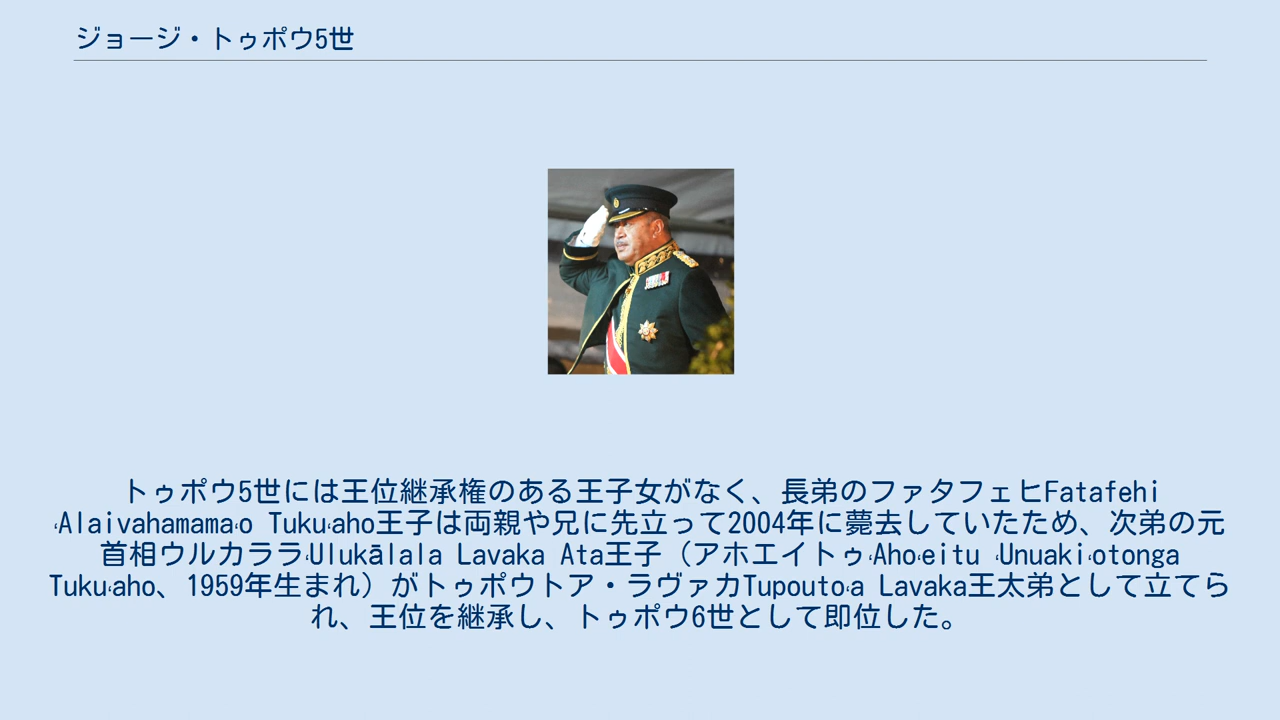 ジョージ・トゥポウ5世
トゥポウ5世には王位継承権のある王子女がなく、長弟のファタフェヒFatafehi
ʻAlaivahamamaʻo Tukuʻaho王子は両親や兄に先立って2004年に薨去していたため、次弟の元
首相ウルカララʻUlukālala Lavaka Ata王子（アホエイトゥʻAhoʻeitu ʻUnuakiʻotonga
Tukuʻaho、1959年生まれ）がトゥポウトア・ラヴァカTupoutoʻa Lavaka王太弟として立てら
れ、王位を継承し、トゥポウ6世として即位した。